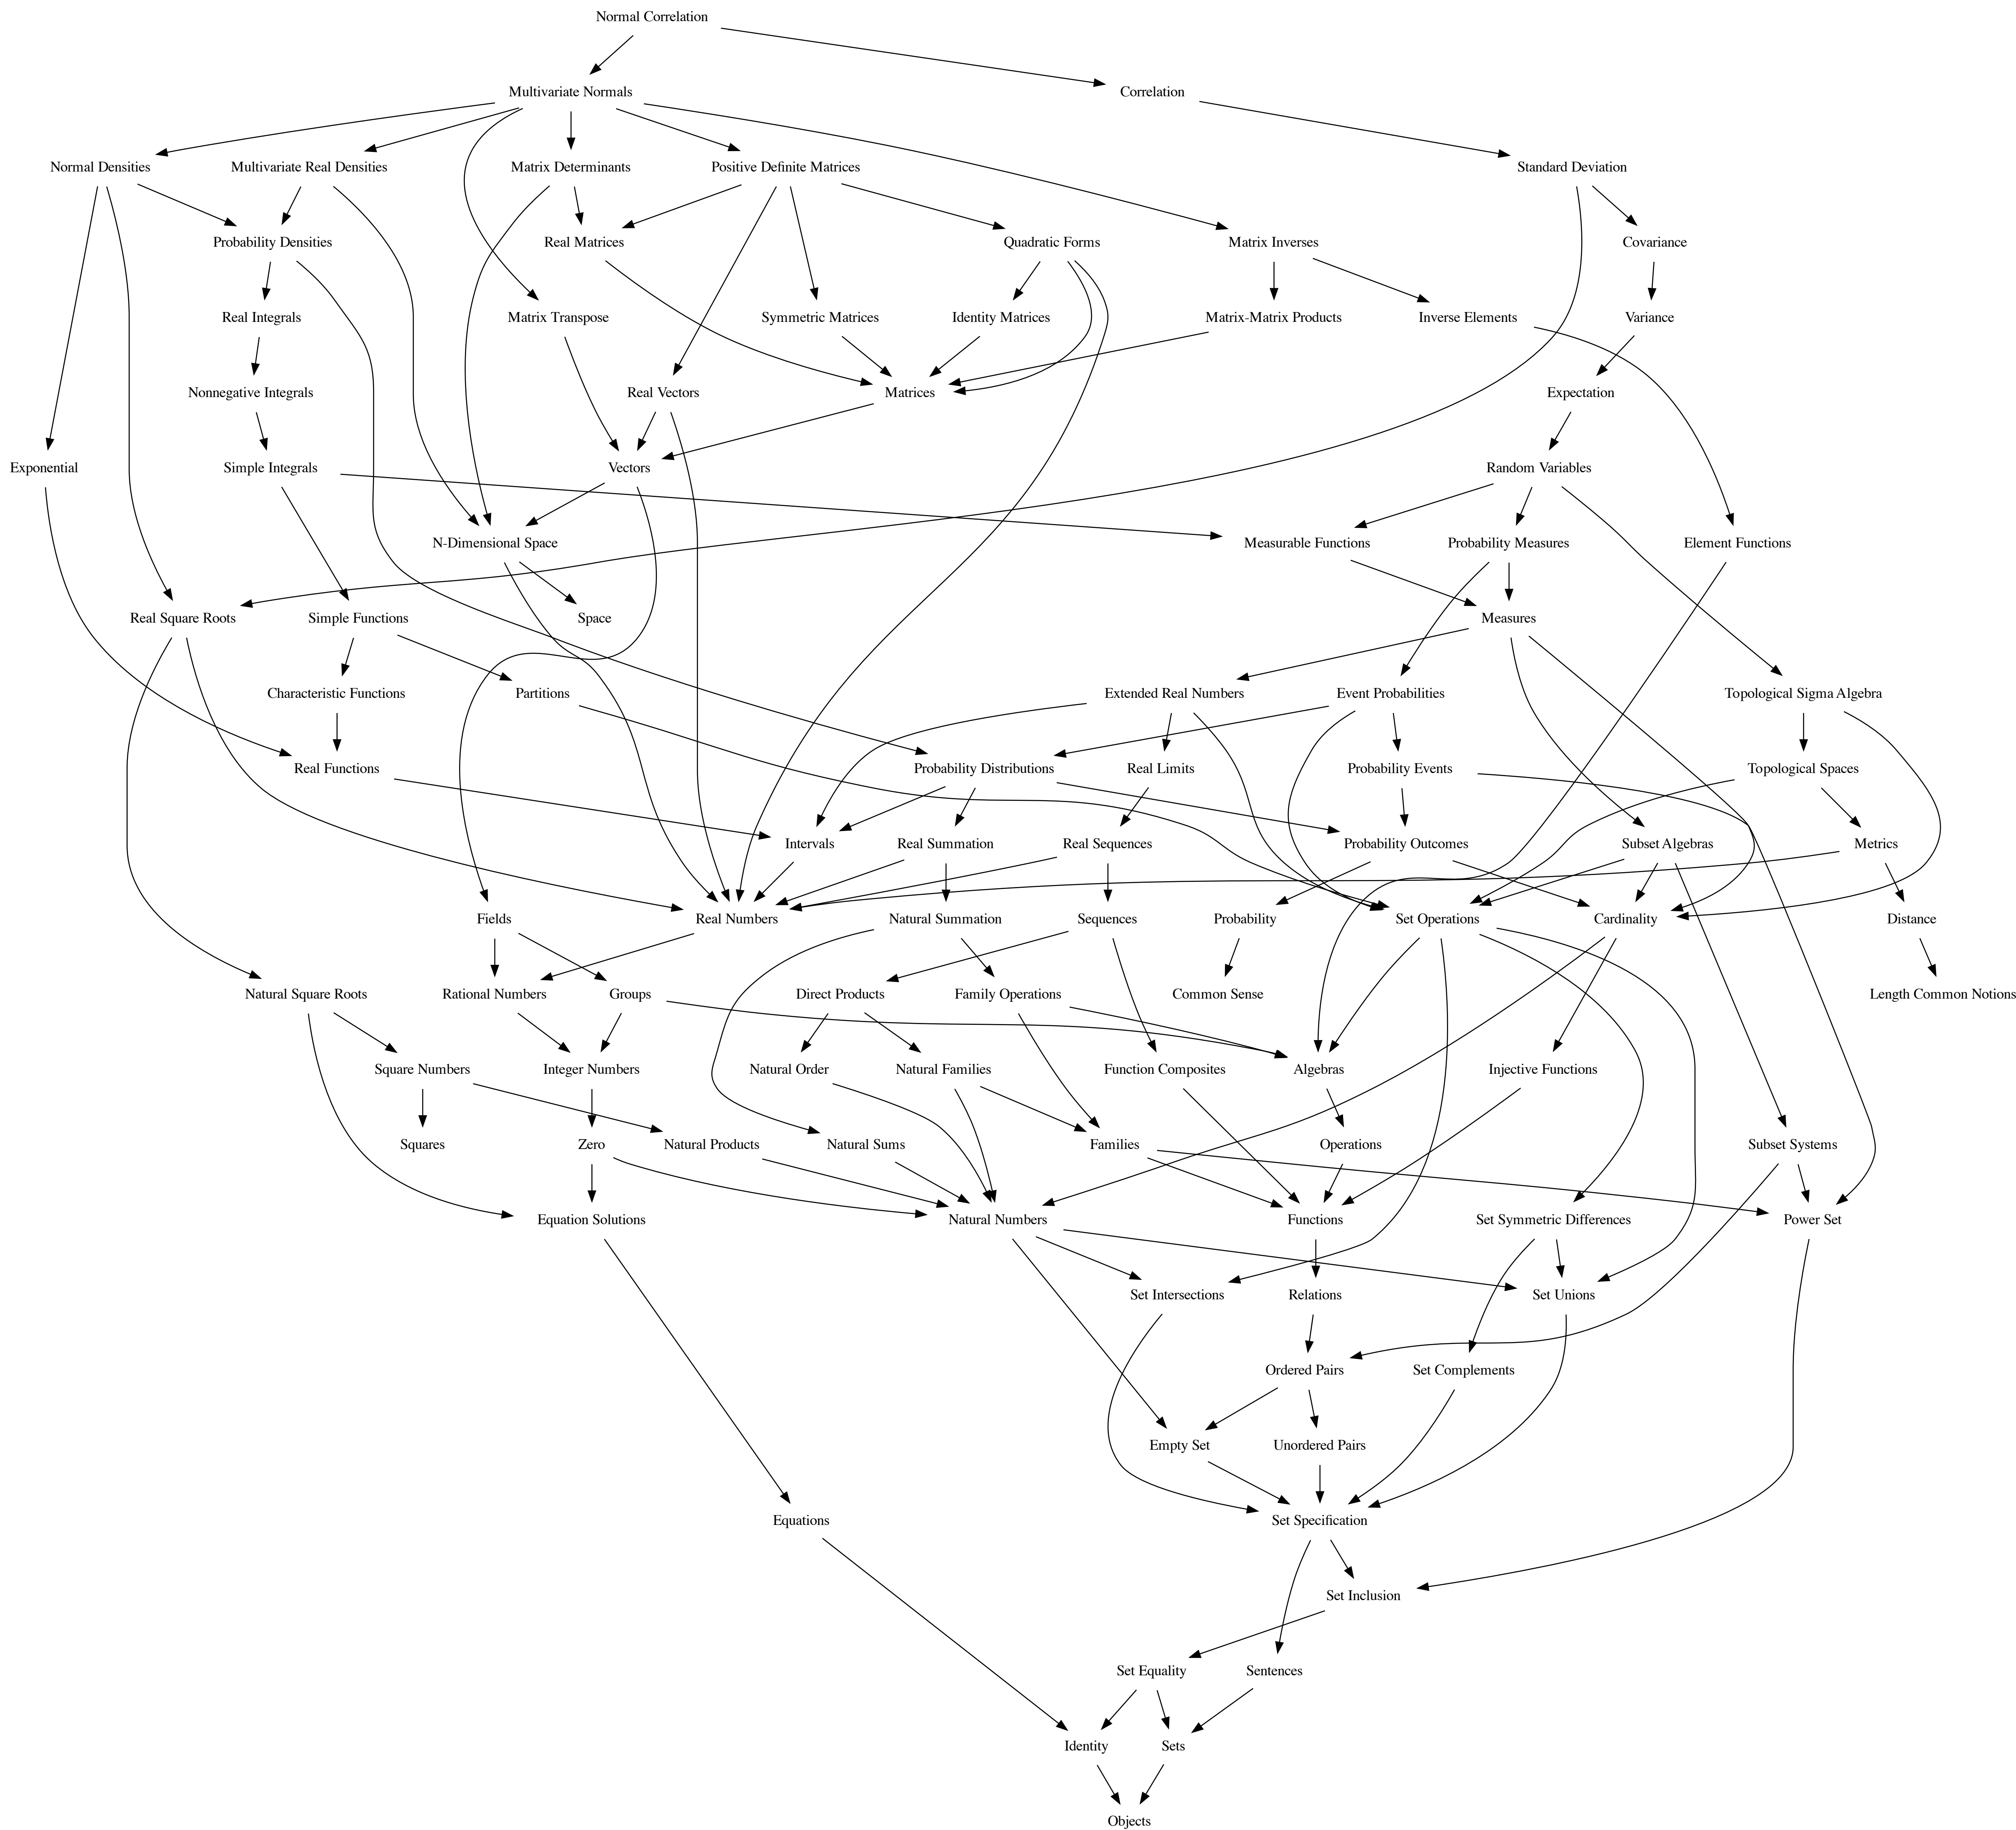 Normal Correlation
Multivariate Normals
Correlation
Normal Densities
Multivariate Real Densities
Matrix Determinants
Positive Definite Matrices
Standard Deviation
Probability Densities
Real Matrices
Quadratic Forms
Matrix Inverses
Covariance
Real Integrals
Matrix Transpose
Symmetric Matrices
Identity Matrices
Matrix-Matrix Products
Inverse Elements
Variance
Nonnegative Integrals
Real Vectors
Matrices
Expectation
Exponential
Simple Integrals
Vectors
Random Variables
N-Dimensional Space
Measurable Functions
Probability Measures
Element Functions
Real Square Roots
Simple Functions
Space
Measures
Characteristic Functions
Partitions
Extended Real Numbers
Event Probabilities
Topological Sigma Algebra
Real Functions
Probability Distributions
Real Limits
Probability Events
Topological Spaces
Intervals
Real Summation
Real Sequences
Probability Outcomes
Subset Algebras
Metrics
Fields
Real Numbers
Natural Summation
Sequences
Probability
Set Operations
Cardinality
Distance
Natural Square Roots
Rational Numbers
Groups
Direct Products
Family Operations
Common Sense
Length Common Notions
Square Numbers
Integer Numbers
Natural Order
Natural Families
Function Composites
Algebras
Injective Functions
Squares
Zero
Natural Products
Natural Sums
Families
Operations
Subset Systems
Equation Solutions
Natural Numbers
Functions
Set Symmetric Differences
Power Set
Set Intersections
Relations
Set Unions
Ordered Pairs
Set Complements
Empty Set
Unordered Pairs
Equations
Set Specification
Set Inclusion
Set Equality
Sentences
Identity
Sets
Objects